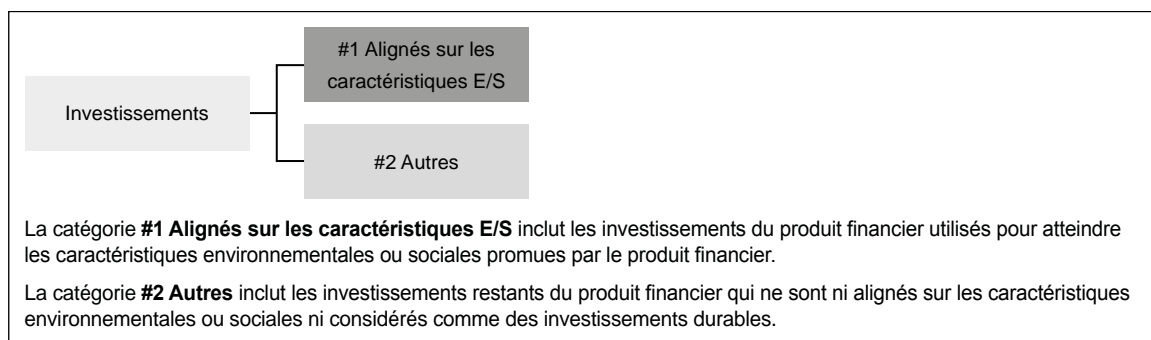 #1 Alignés sur les
caractéristiques E/S
Investissements
#2 Autres
La catégorie #1 Alignés sur les caractéristiques E/S inclut les investissements du produit financier utilisés pour atteindre
les caractéristiques environnementales ou sociales promues par le produit financier.
La catégorie #2 Autres inclut les investissements restants du produit financier qui ne sont ni alignés sur les caractéristiques
environnementales ou sociales ni considérés comme des investissements durables.